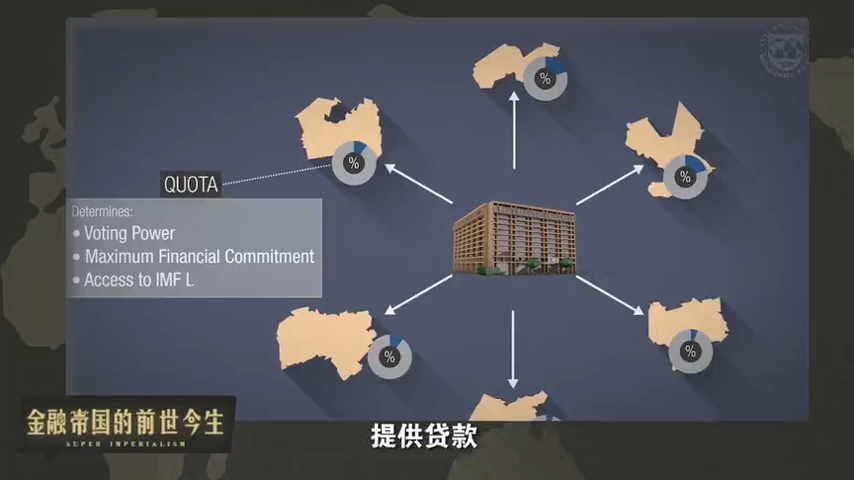 %
%
%
QUOTA
Determines:
• Voting Power
• Maximum Financial Commitment
• Access to IMF L
%
%
金融帝国的前世今生
SUPER IMPERIALISM
提供贷款